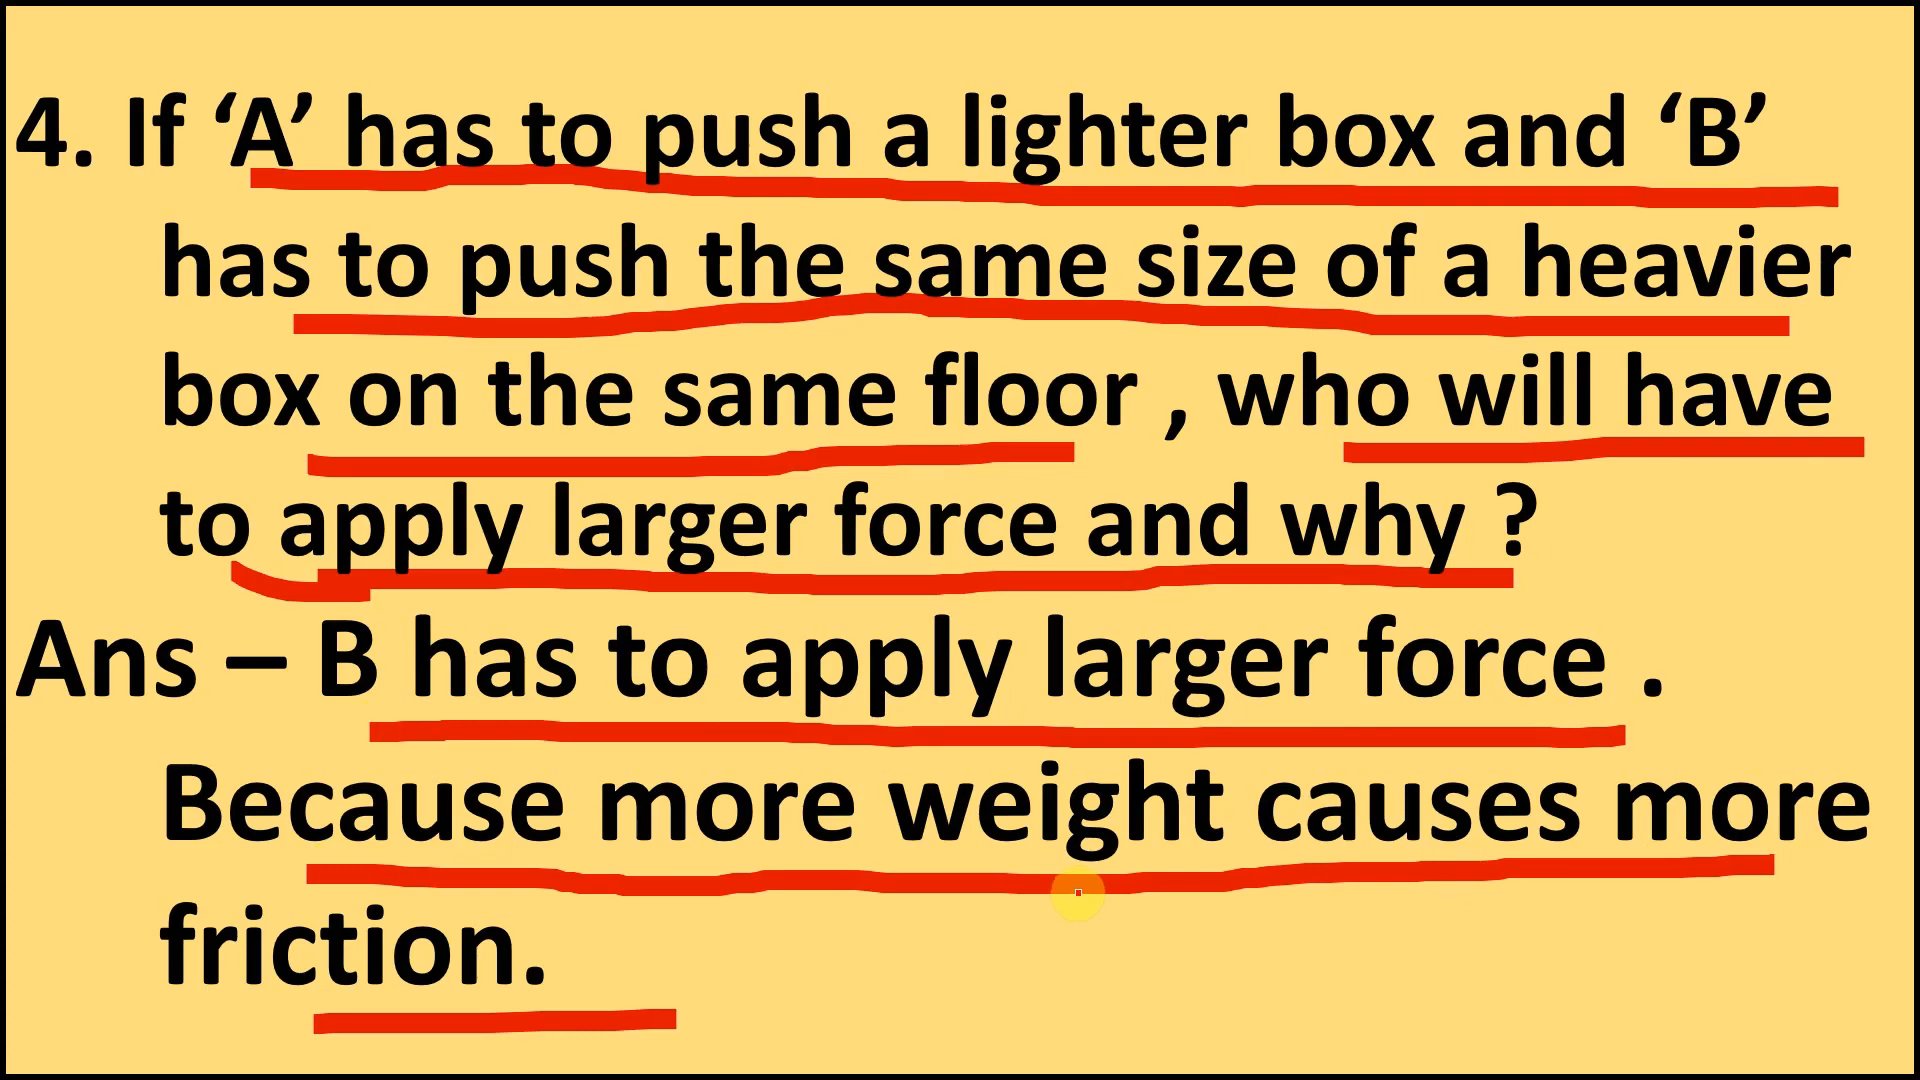 4. If ‘A’ has to push a lighter box and ‘B’
has to push the same size of a heavier
box on the same floor , who will have
to apply larger force and why ?
Ans – B has to apply larger force .
Because more weight causes more
friction.